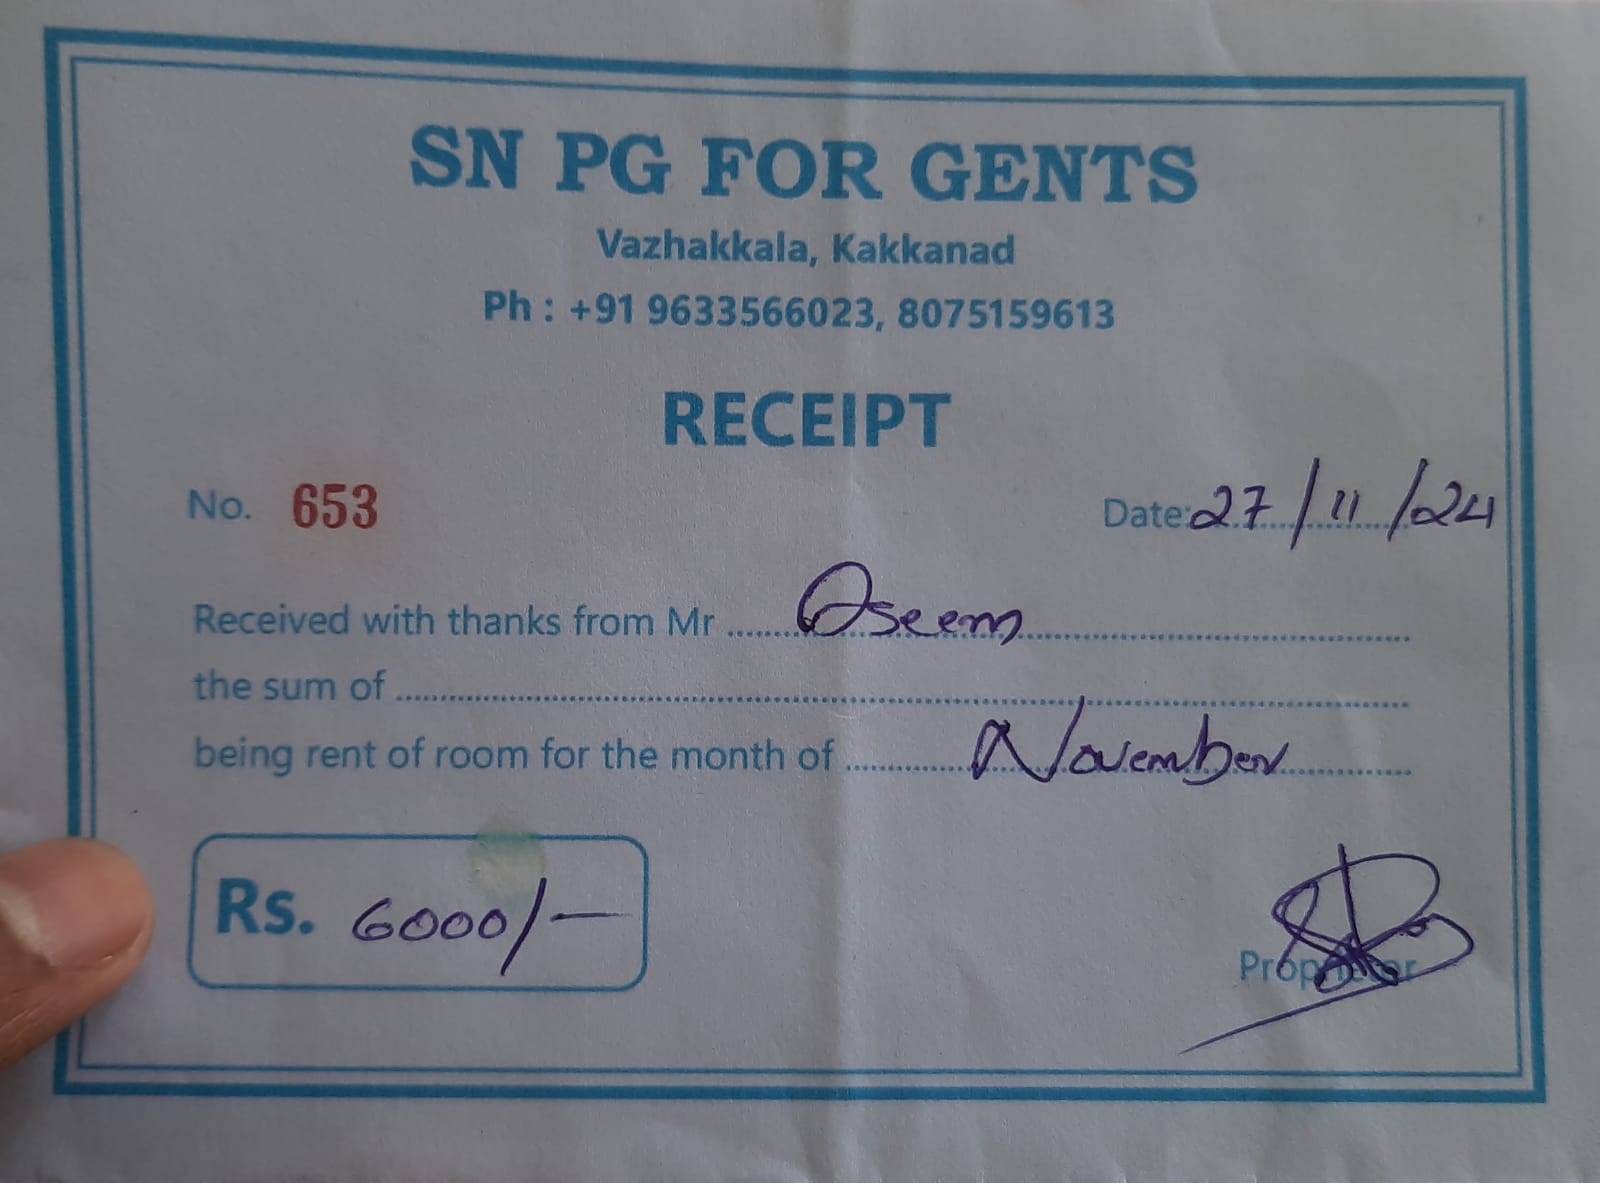 SN PG FOR GENTS
Vazhakkala, Kakkanad
Ph : +91 9633566023, 8075159613
RECEIPT
No. 653 Date: 27/11/24
Received with thanks from Mr Oseem
the sum of
being rent of room for the month of November
Rs. 6000/-
Proprietor